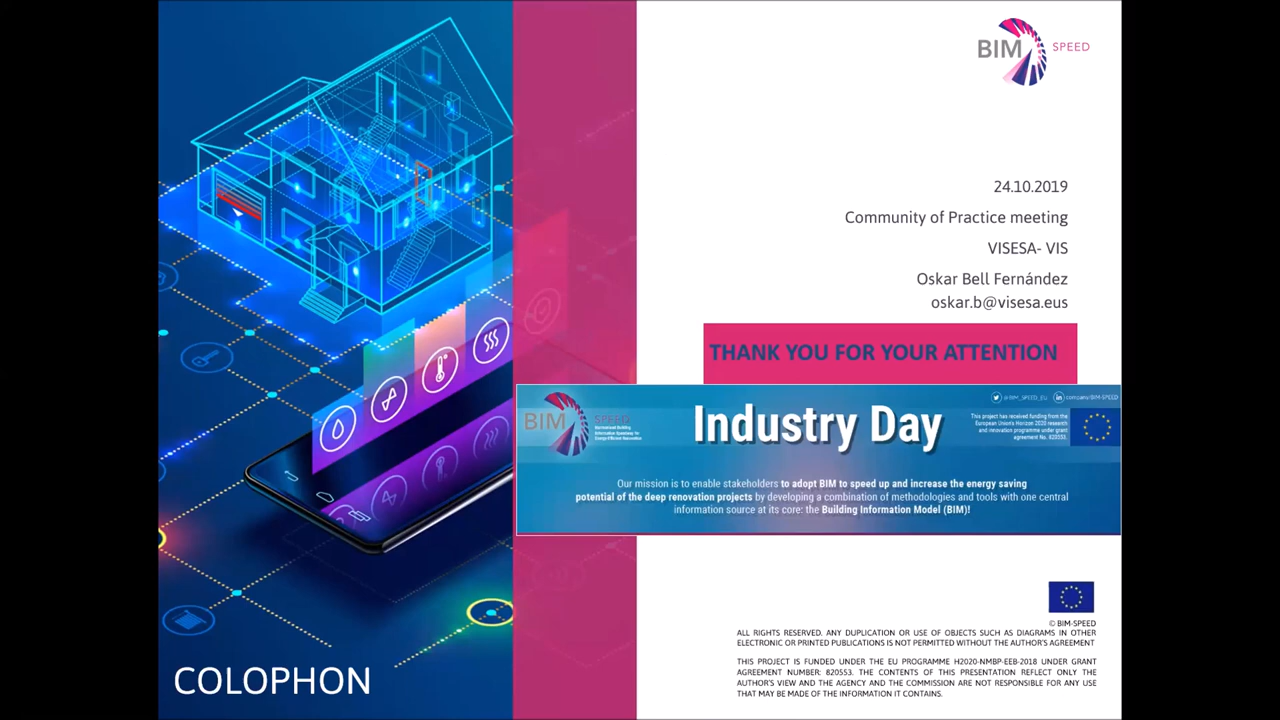 BIM SPEED
24.10.2019
Community of Practice meeting
VISESA- VIS
Oskar Bell Fernández
oskar.b@visesa.eus
THANK YOU FOR YOUR ATTENTION
@BIM_SPEED_EU
company/BIM-SPEED
BIM SPEED
Industry Day
This project has received funding from the
European Union's Horizon 2020 research
and innovation programme under grant
agreement No. 820553.
Our mission is to enable stakeholders to adopt BIM to speed up and increase the energy saving
potential of the deep renovation projects by developing a combination of methodologies and tools with one central
information source at its core: the Building Information Model (BIM)!
© BIM-SPEED
ALL RIGHTS RESERVED. ANY DUPLICATION OR USE OF OBJECTS SUCH AS DIAGRAMS IN OTHER
ELECTRONIC OR PRINTED PUBLICATIONS IS NOT PERMITTED WITHOUT THE AUTHOR'S AGREEMENT
THIS PROJECT IS FUNDED UNDER THE EU PROGRAMME H2020-NMBP-EEB-2018 UNDER GRANT
AGREEMENT NUMBER: 820553. THE CONTENTS OF THIS PRESENTATION REFLECT ONLY THE
AUTHOR'S VIEW AND THE AGENCY AND THE COMMISSION ARE NOT RESPONSIBLE FOR ANY USE
THAT MAY BE MADE OF THE INFORMATION IT CONTAINS.
COLOPHON